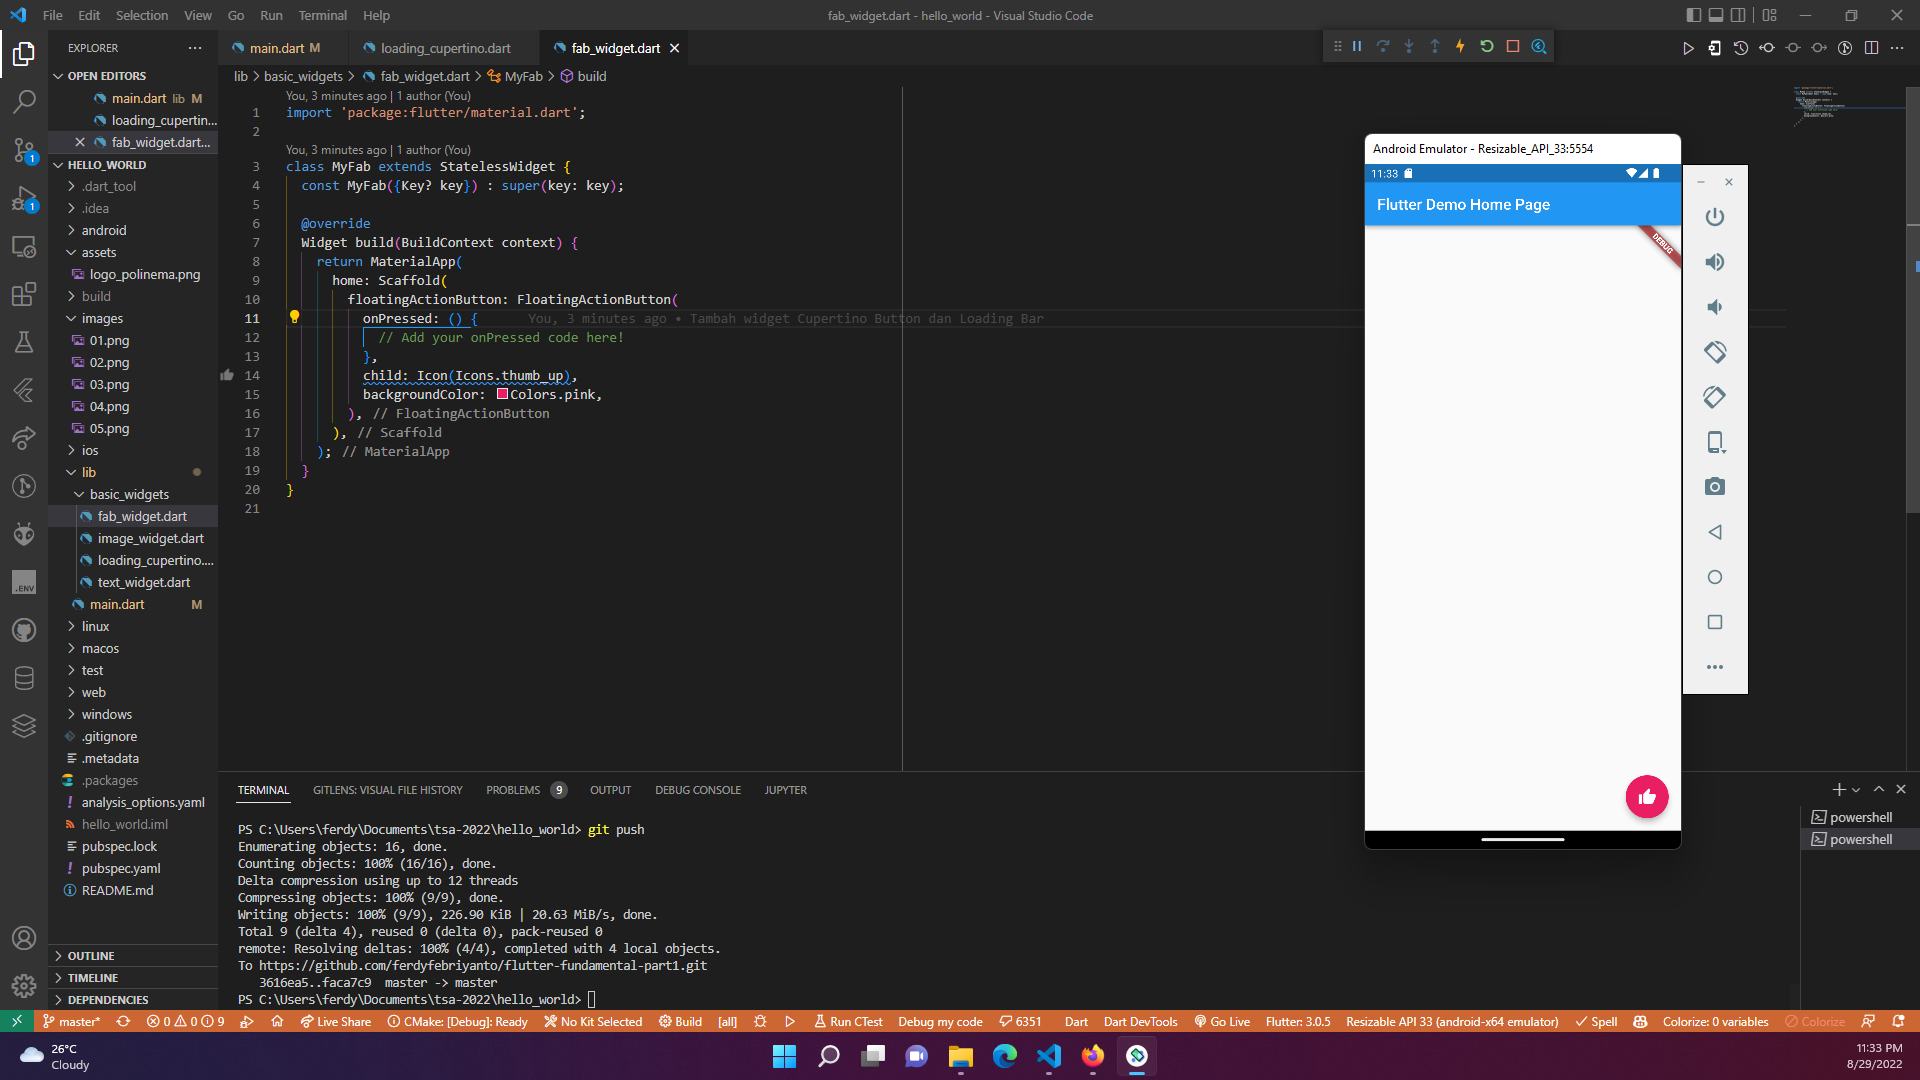 File Edit Selection View Go Run Terminal Help
fab_widget.dart - hello_world - Visual Studio Code
EXPLORER
OPEN EDITORS
main.dart lib M
loading_cupertin...
fab_widget.dart...
HELLO_WORLD
.dart_tool
.idea
android
assets
logo_polinema.png
build
images
01.png
02.png
03.png
04.png
05.png
ios
lib
basic_widgets
fab_widget.dart
image_widget.dart
loading_cupertino....
text_widget.dart
main.dart M
linux
macos
test
web
windows
.gitignore
.metadata
.packages
analysis_options.yaml
hello_world.iml
pubspec.lock
pubspec.yaml
README.md
OUTLINE
TIMELINE
DEPENDENCIES
1
1
.ENV
main.dart M
loading_cupertino.dart
fab_widget.dart
lib > basic_widgets > fab_widget.dart > MyFab > build
You, 3 minutes ago | 1 author (You)
1 import 'package:flutter/material.dart';
2
You, 3 minutes ago | 1 author (You)
3 class MyFab extends StatelessWidget {
4 const MyFab({Key? key}) : super(key: key);
5
6 @override
7 Widget build(BuildContext context) {
8 return MaterialApp(
9 home: Scaffold(
10 floatingActionButton: FloatingActionButton(
11 onPressed: () { You, 3 minutes ago • Tambah widget Cupertino Button dan Loading Bar
12 // Add your onPressed code here!
13 },
14 child: Icon(Icons.thumb_up),
15 backgroundColor: Colors.pink,
16 ), // FloatingActionButton
17 ), // Scaffold
18 ); // MaterialApp
19 }
20 }
21
Android Emulator - Resizable_API_33:5554
11:33
Flutter Demo Home Page
DEBUG
TERMINAL GITLENS: VISUAL FILE HISTORY PROBLEMS 9 OUTPUT DEBUG CONSOLE JUPYTER
PS C:\Users\ferdy\Documents\tsa-2022\hello_world> git push
Enumerating objects: 16, done.
Counting objects: 100% (16/16), done.
Delta compression using up to 12 threads
Compressing objects: 100% (9/9), done.
Writing objects: 100% (9/9), 226.90 KiB | 20.63 MiB/s, done.
Total 9 (delta 4), reused 0 (delta 0), pack-reused 0
remote: Resolving deltas: 100% (4/4), completed with 4 local objects.
To https://github.com/ferdyfebriyanto/flutter-fundamental-part1.git
3616ea5..faca7c9 master -> master
PS C:\Users\ferdy\Documents\tsa-2022\hello_world>
powershell
powershell
master* 0 0 9 Live Share CMake: [Debug]: Ready No Kit Selected Build [all] Run CTest Debug my code 6351 Dart Dart DevTools Go Live Flutter: 3.0.5 Resizable API 33 (android-x64 emulator) Spell Colorize: 0 variables Colorize
26°C
Cloudy
11:33 PM
8/29/2022